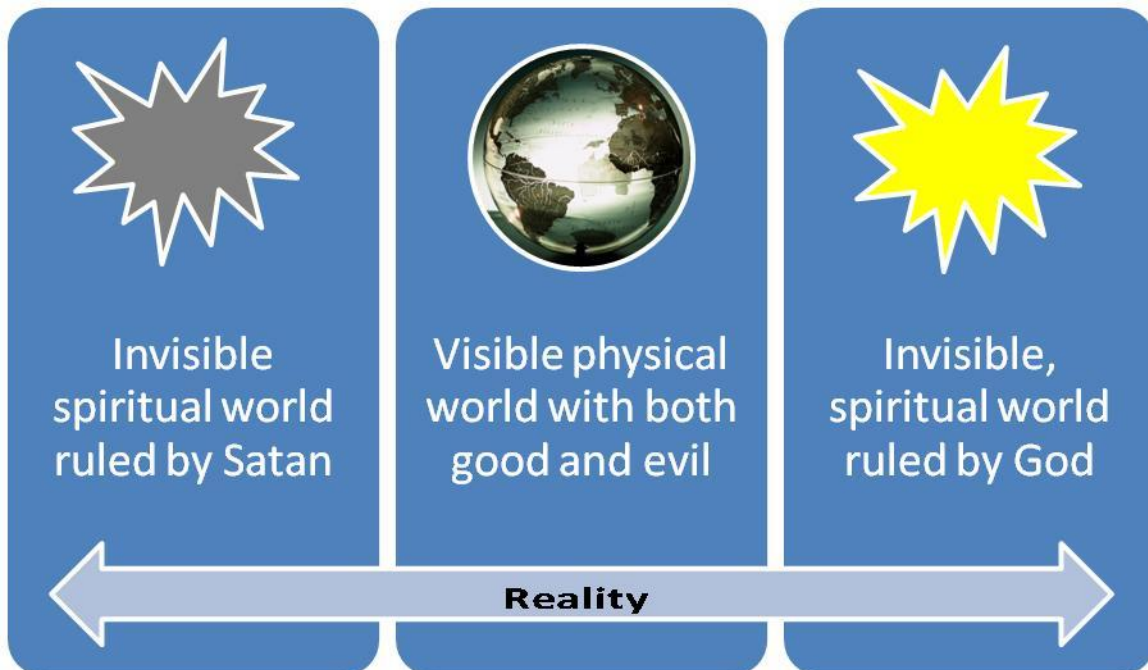 Invisible
spiritual world
ruled by Satan
Visible physical
world with both
good and evil
Invisible,
spiritual world
ruled by God
Reality